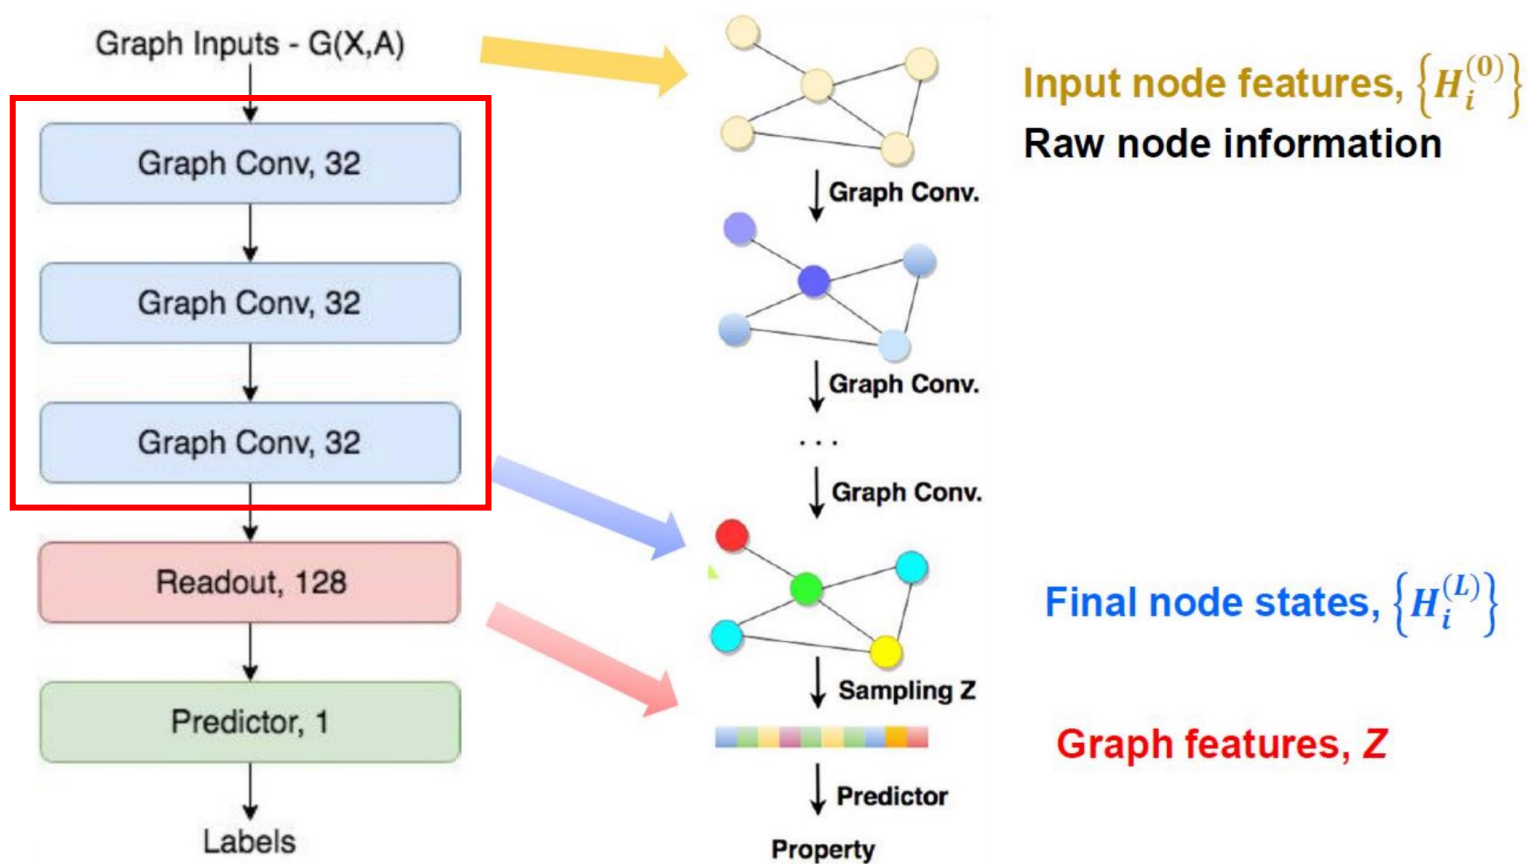 Graph Inputs - G(X,A)
Graph Conv, 32
Graph Conv, 32
Graph Conv, 32
Readout, 128
Predictor, 1
Labels
Graph Conv.
Graph Conv.
...
Graph Conv.
Sampling Z
Predictor
Property
Input node features, {H_i^(0)}
Raw node information
Final node states, {H_i^(L)}
Graph features, Z